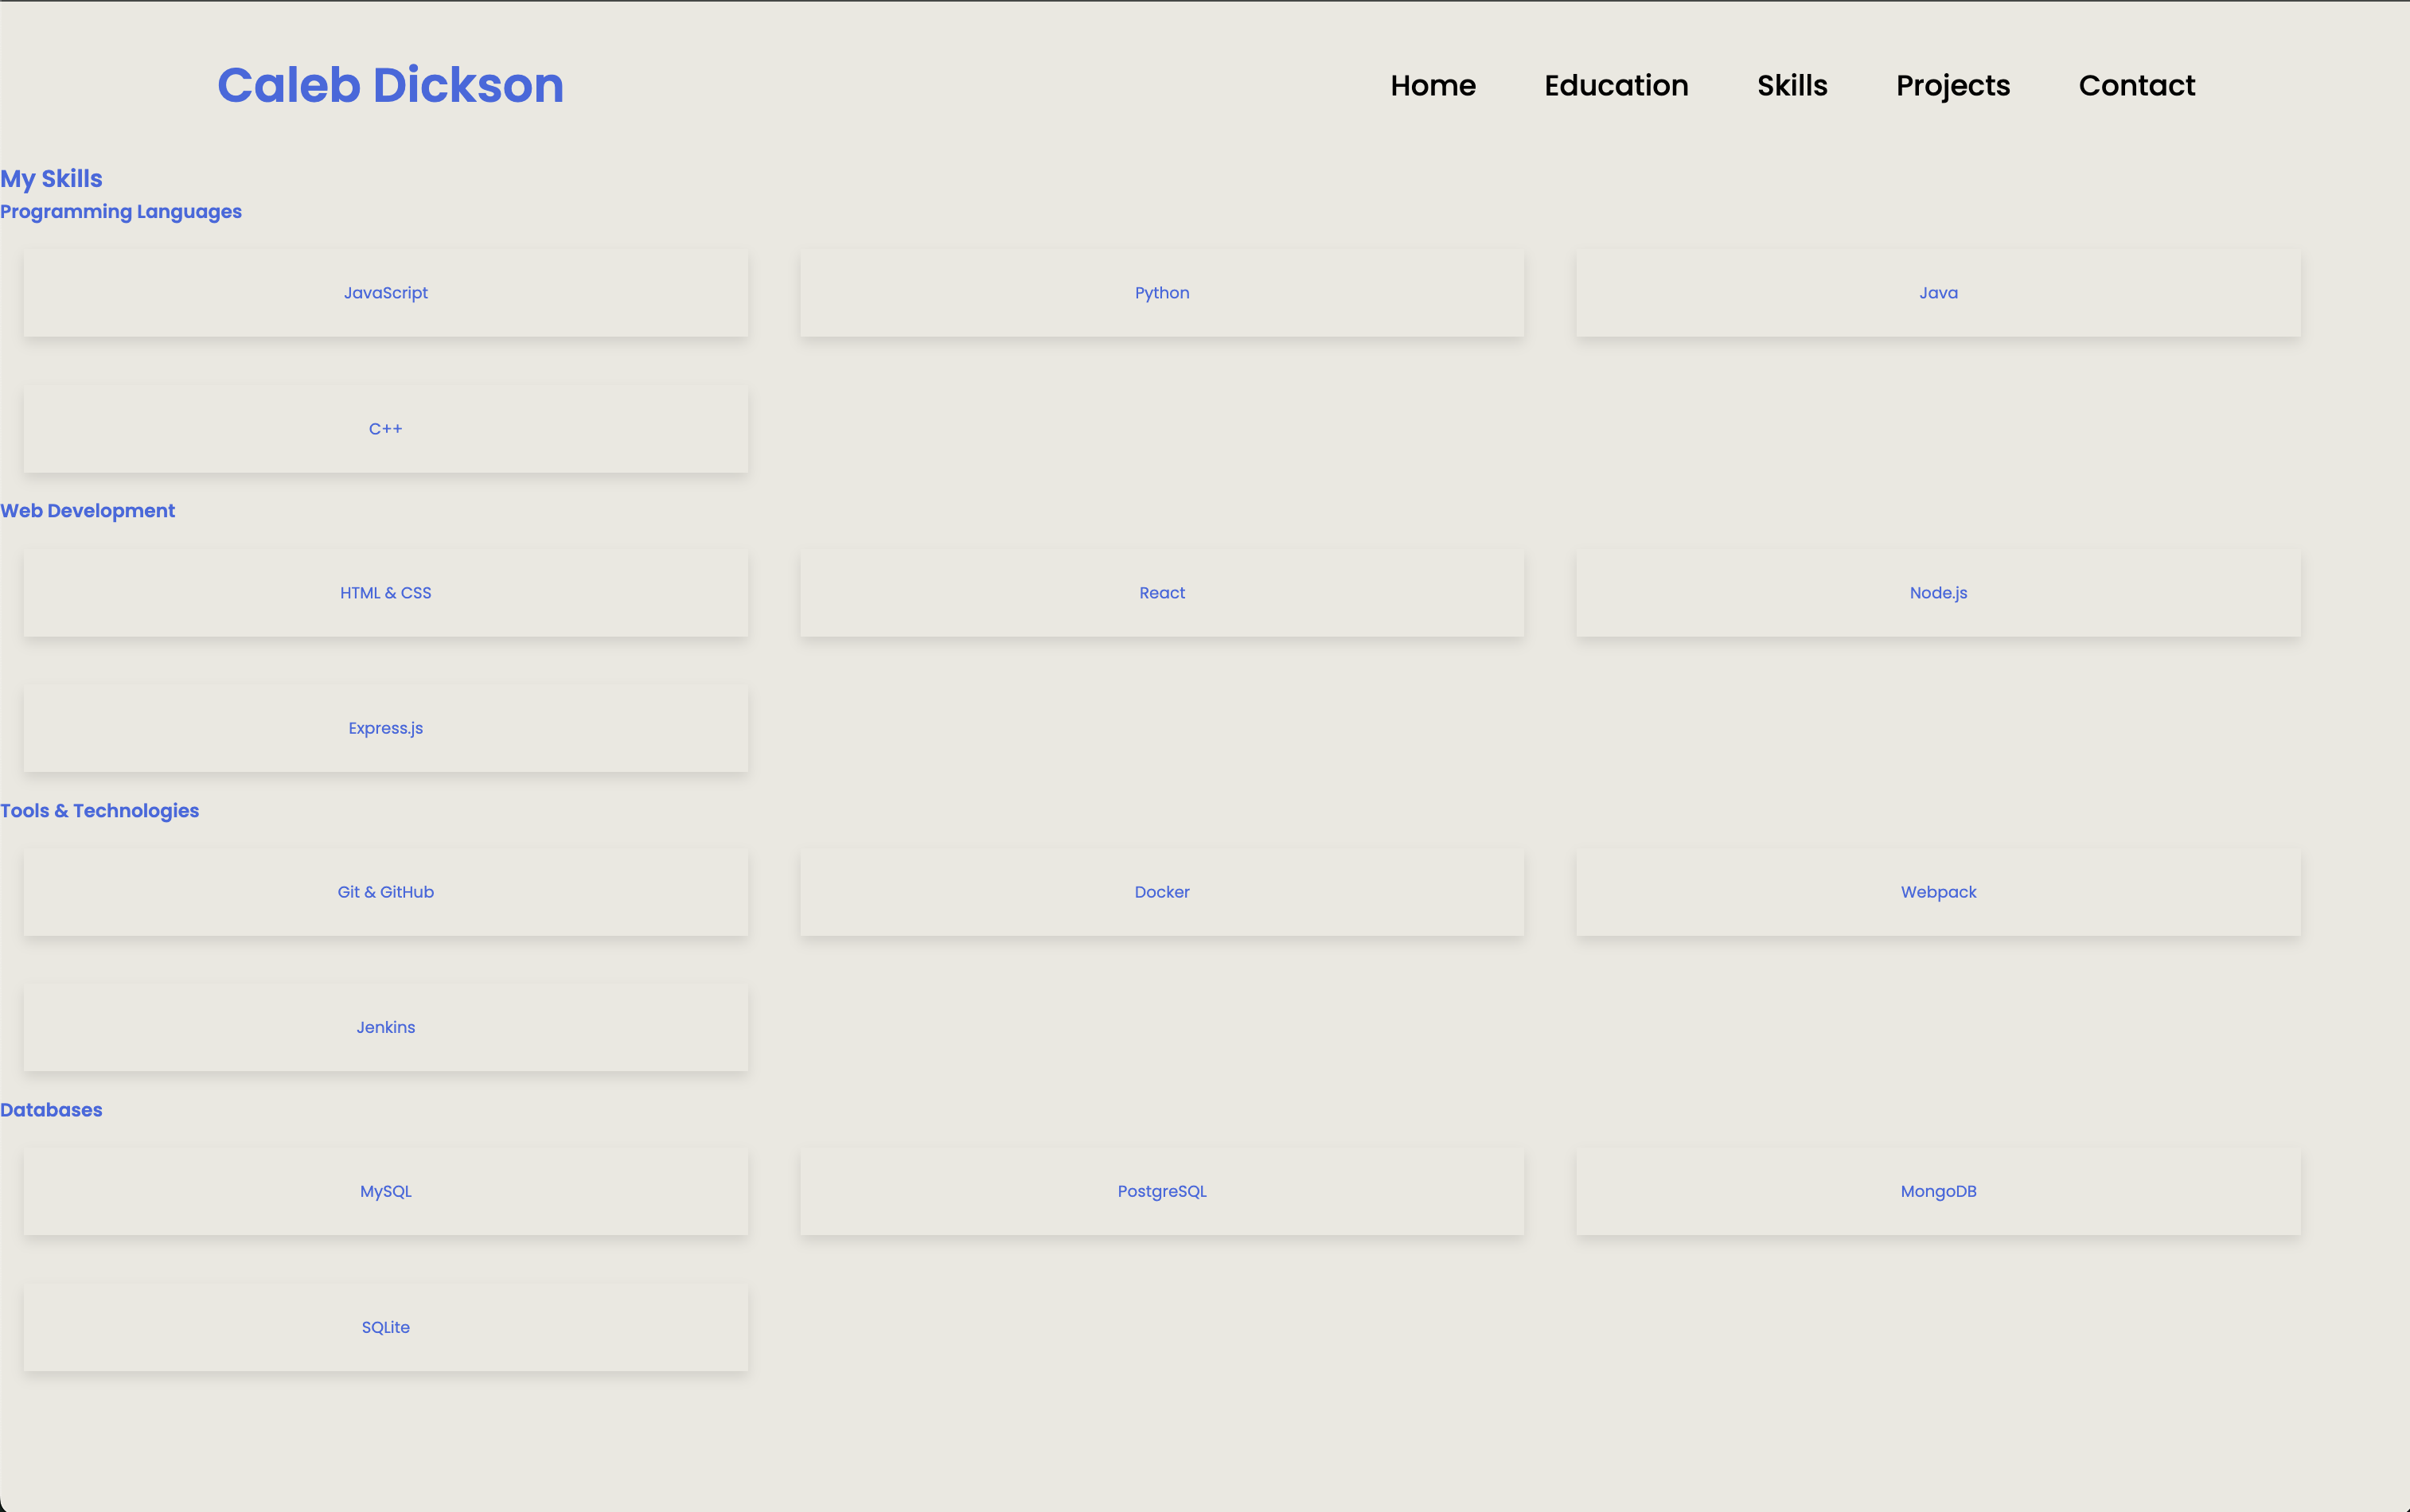 Caleb Dickson
Home Education Skills Projects Contact
My Skills
Programming Languages
JavaScript Python Java
C++
Web Development
HTML & CSS React Node.js
Express.js
Tools & Technologies
Git & GitHub Docker Webpack
Jenkins
Databases
MySQL PostgreSQL MongoDB
SQLite